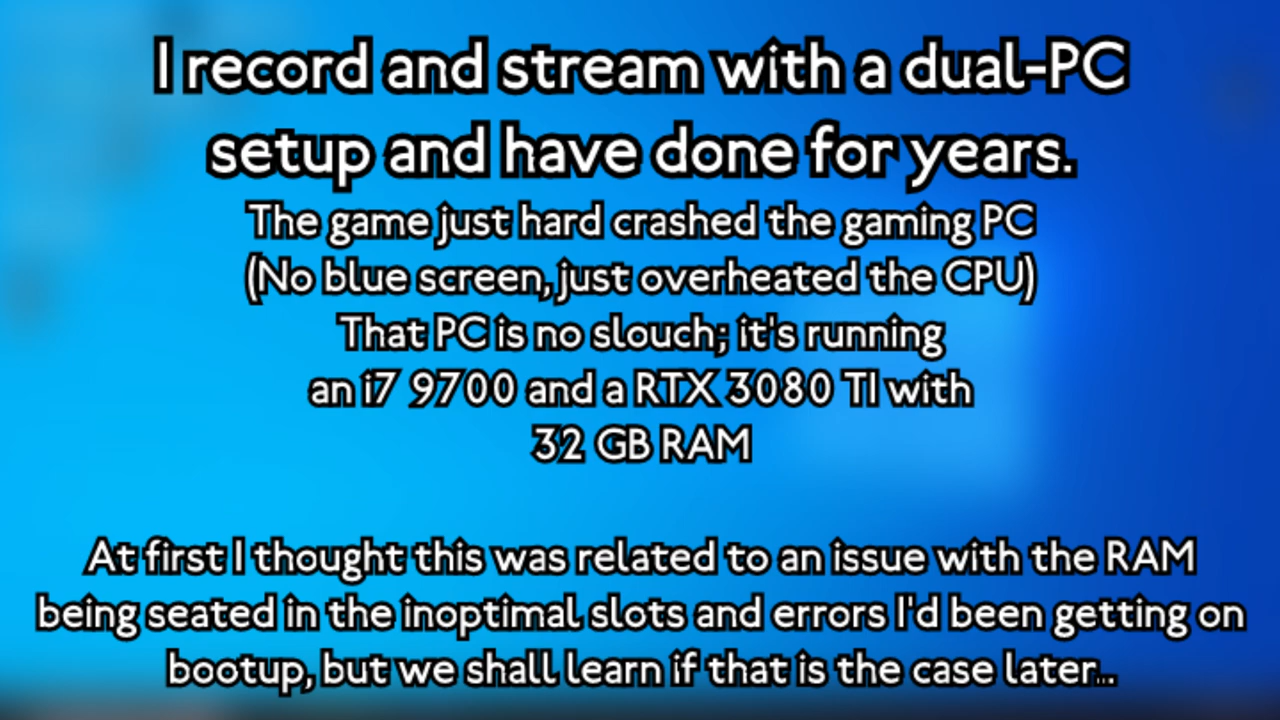 I record and stream with a dual-PC
setup and have done for years.
The game just hard crashed the gaming PC
(No blue screen, just overheated the CPU)
That PC is no slouch; it's running
an i7 9700 and a RTX 3080 TI with
32 GB RAM
At first I thought this was related to an issue with the RAM
being seated in the inoptimal slots and errors I'd been getting on
bootup, but we shall learn if that is the case later...